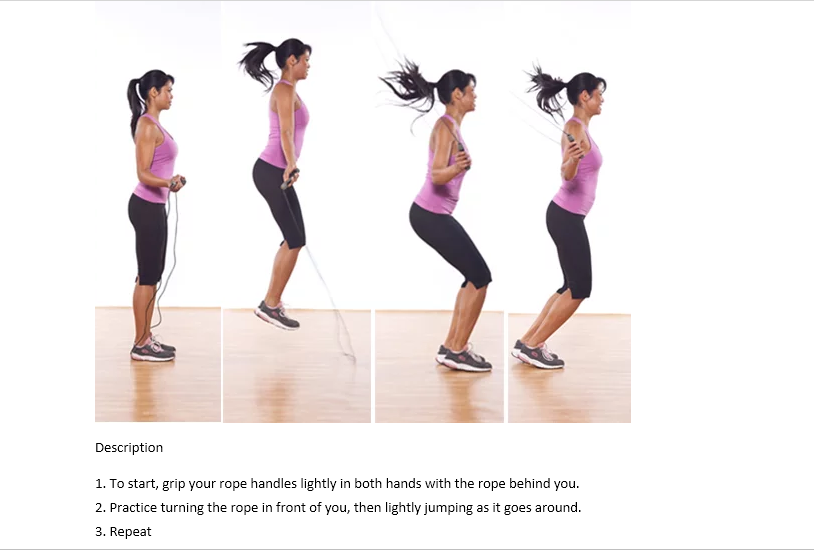 Description
1. To start, grip your rope handles lightly in both hands with the rope behind you.
2. Practice turning the rope in front of you, then lightly jumping as it goes around.
3. Repeat